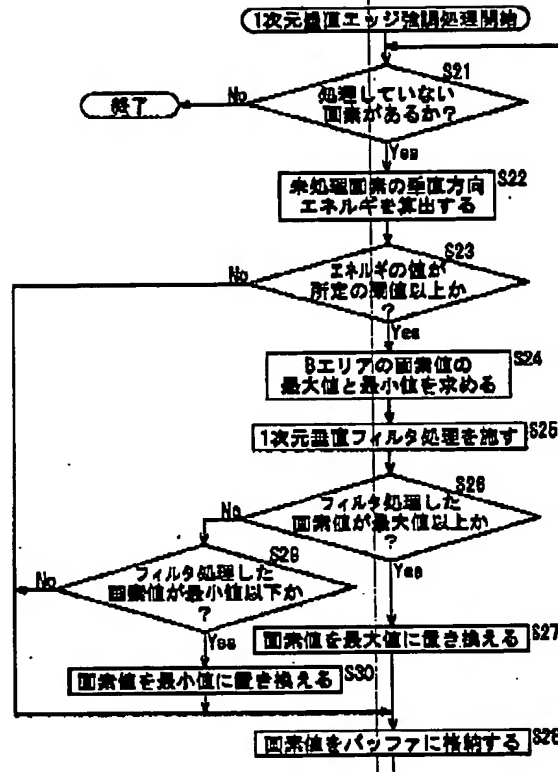 1次元垂直エッジ強調処理開始
S21
処理していない
画素があるか?
No
終了
Yes
S22
未処理画素の垂直方向
エネルギを算出する
S23
エネルギの値が
所定の閾値以上か
?
No
Yes
S24
Bエリアの画素値の
最大値と最小値を求める
1次元垂直フィルタ処理を施す
S25
S26
フィルタ処理した
画素値が最大値以上か
?
No
Yes
S29
フィルタ処理した
画素値が最小値以下か
?
No
Yes
画素値を最大値に置き換える
S27
画素値を最小値に置き換える
S30
画素値をバッファに格納する
S28